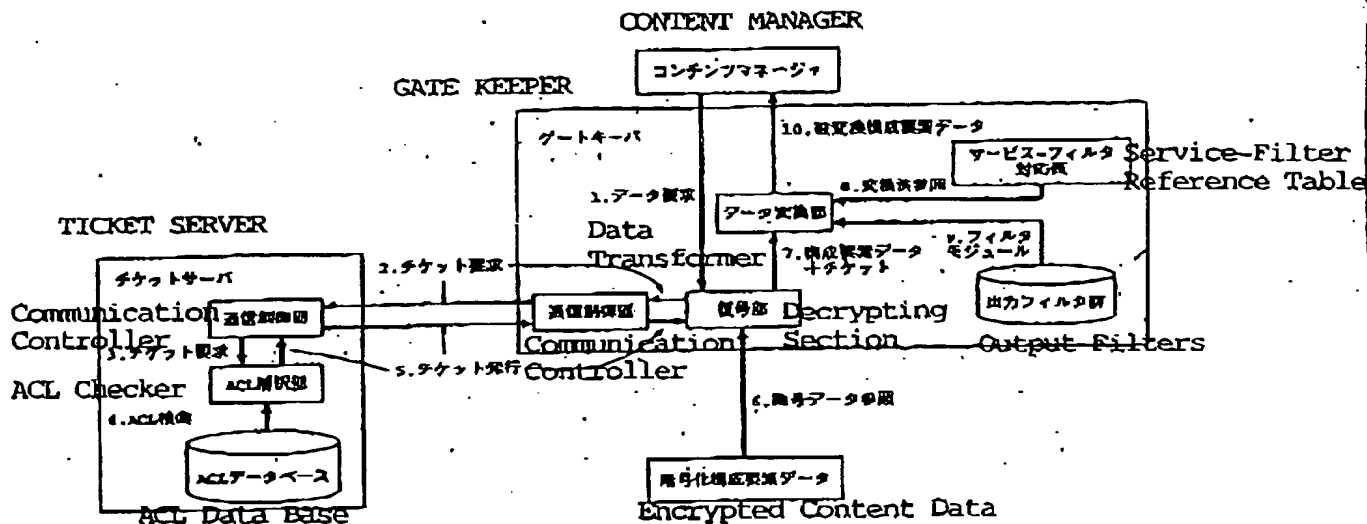 CONTENT MANAGER
コンテンツマネージャ
GATE KEEPER
ゲートキーパ
10.被変換構成要素データ
サービス-フィルタ
対応表
Service-Filter
Reference Table
1.データ要求
データ変換部
Data
Transformer
7.構成要素データ
+チケット
9.フィルタ
モジュール
出力フィルタ群
Output Filters
TICKET SERVER
チケットサーバ
2.チケット要求
Communication
Controller
通信制御部
通信制御部
復号部
Decrypting
Section
Communication
Controller
3.チケット要求
5.チケット発行
ACL Checker
ACL解釈部
4.ACL検索
6.暗号データ参照
ACLデータベース
ACL Data Base
暗号化構成要素データ
Encrypted Content Data